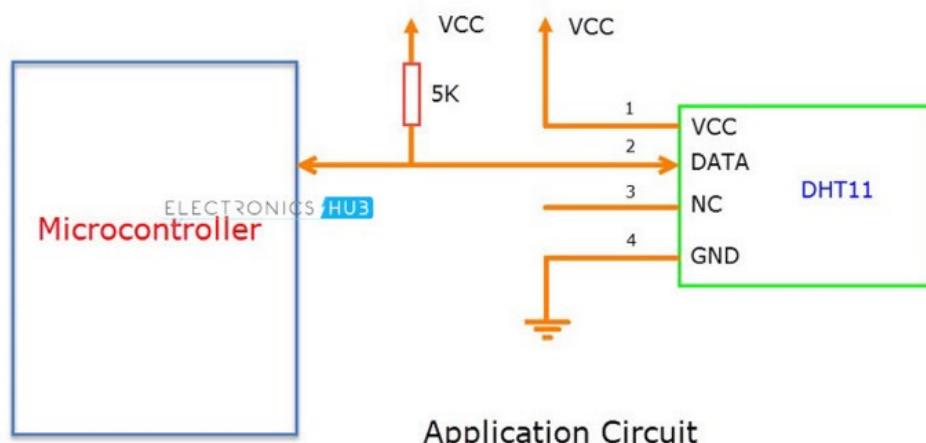 VCC
VCC
5K
1
VCC
2
DATA
DHT11
3
NC
ELECTRONICS HUB
Microcontroller
4
GND
Application Circuit